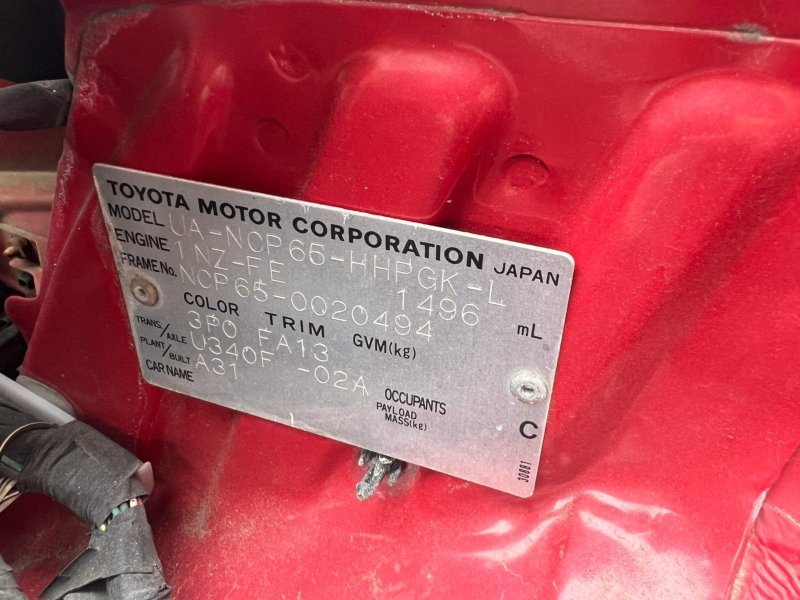 TOYOTA MOTOR CORPORATION JAPAN
MODEL UA-NCP65-HHPGK-L
ENGINE 1NZ-FE 1496 mL
FRAME No. NCP65-0020494
COLOR TRIM GVM(kg)
3P0 FA13
TRANS./AXLE U340F -02A
PLANT/BUILT A31
CAR NAME
OCCUPANTS
PAYLOAD
MASS(kg)
C
30881